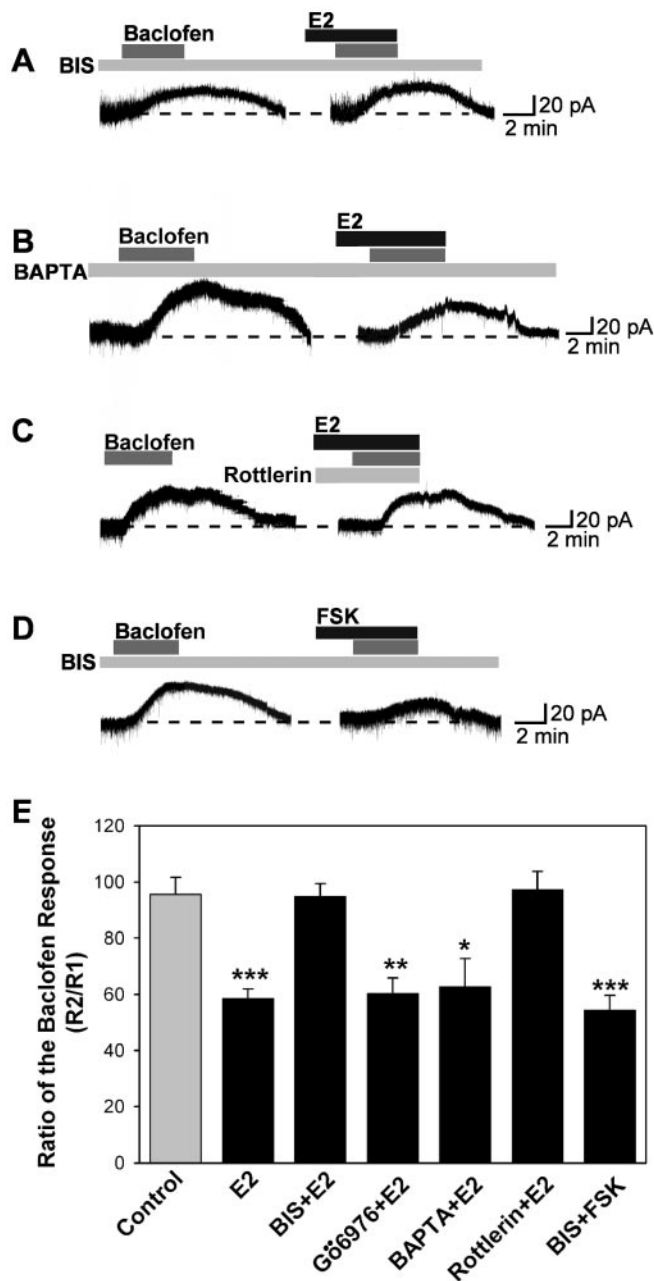 A
Baclofen
E2
BIS
20 pA
2 min
B
Baclofen
E2
BAPTA
20 pA
2 min
C
Baclofen
E2
Rottlerin
20 pA
2 min
D
Baclofen
FSK
BIS
20 pA
2 min
E
Ratio of the Baclofen Response
(R2/R1)
120
100
80
60
40
20
0
***
**
*
***
Control
E2
BIS+E2
Gö6976+E2
BAPTA+E2
Rottlerin+E2
BIS+FSK